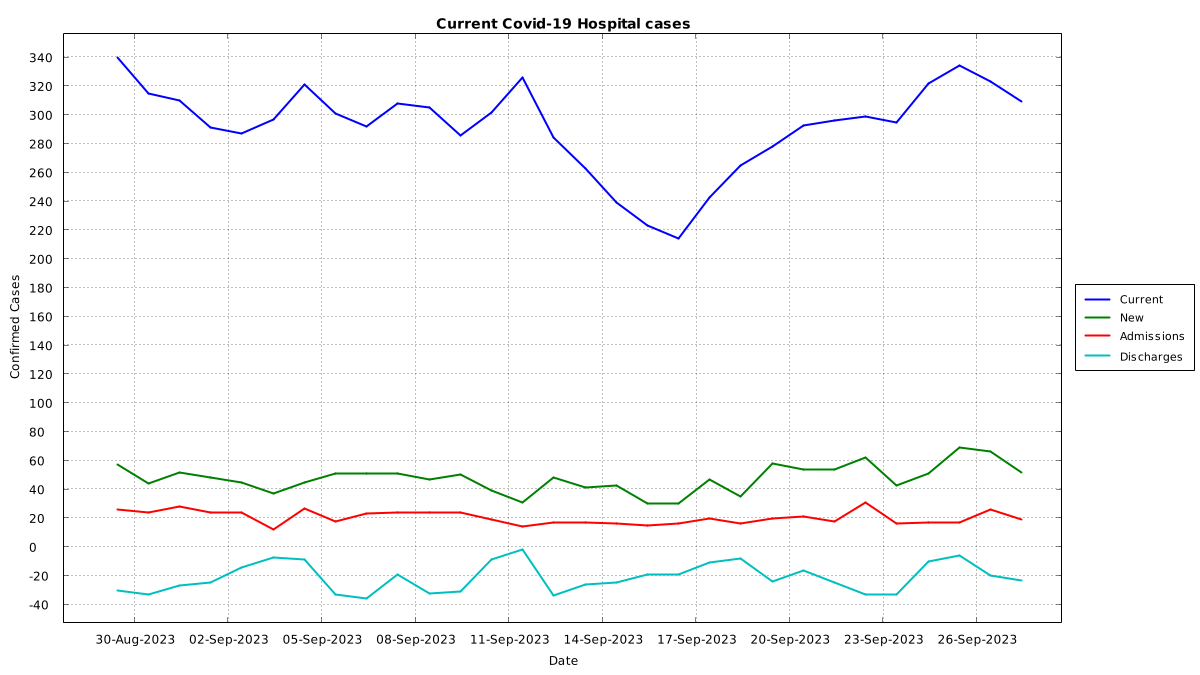 Current Covid-19 Hospital cases
340
320
300
280
260
240
220
200
180
160
140
120
100
80
60
40
20
0
-20
-40
Confirmed Cases
30-Aug-2023 02-Sep-2023 05-Sep-2023 08-Sep-2023 11-Sep-2023 14-Sep-2023 17-Sep-2023 20-Sep-2023 23-Sep-2023 26-Sep-2023
Date
Current
New
Admissions
Discharges